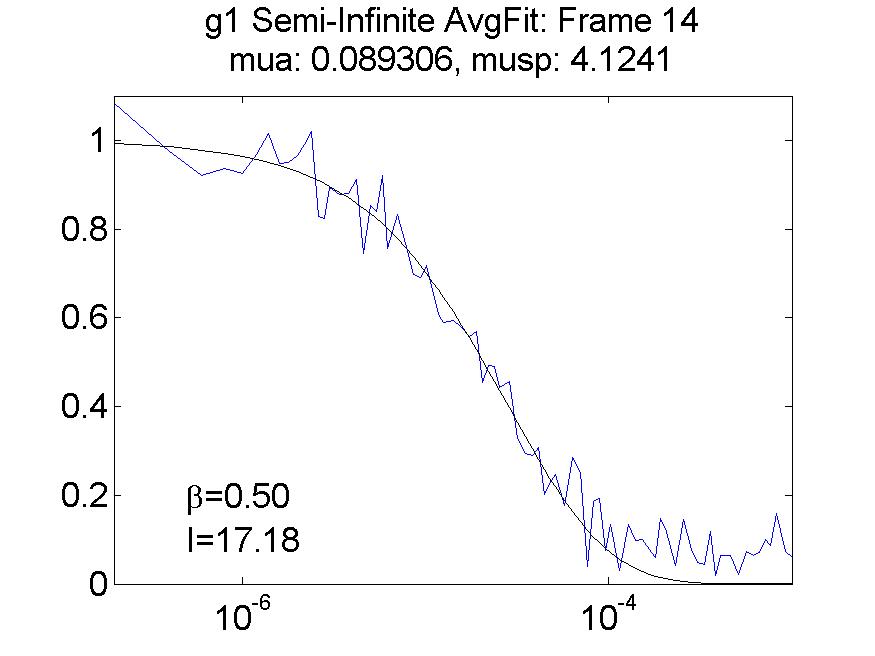 g1 Semi-Infinite AvgFit: Frame 14
mua: 0.089306, musp: 4.1241
1
0.8
0.6
0.4
0.2
0
β=0.50
I=17.18
10^-6
10^-4